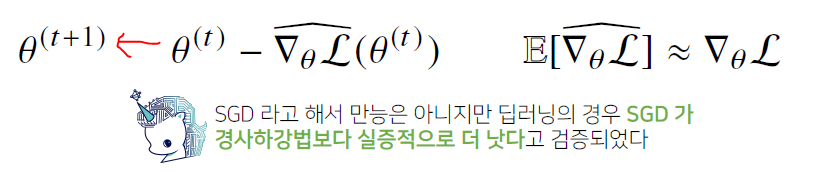 θ^(t+1) ← θ^(t) − \widehat{∇_θ ℒ}(θ^(t))  𝔼[\widehat{∇_θ ℒ}] ≈ ∇_θ ℒ
SGD 라고 해서 만능은 아니지만 딥러닝의 경우 SGD 가
경사하강법보다 실증적으로 더 낫다고 검증되었다